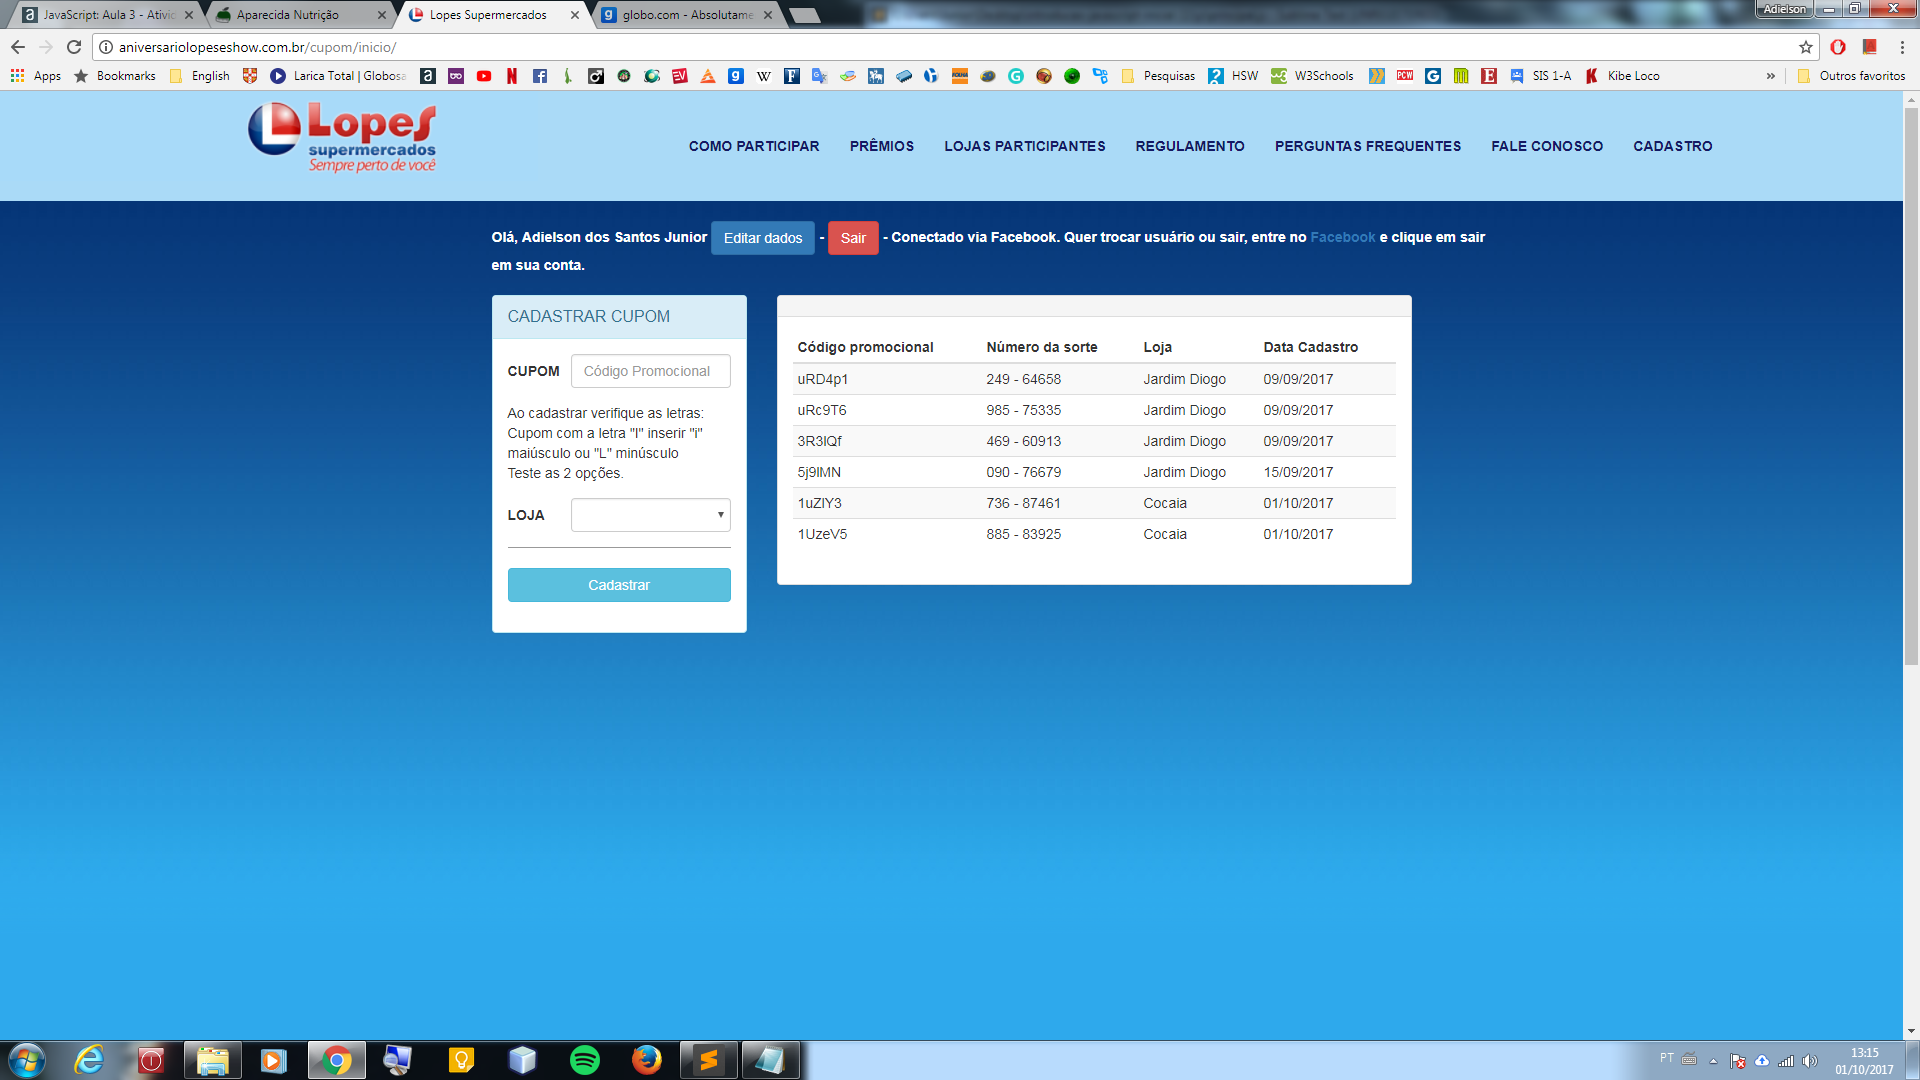 JavaScript: Aula 3 - Ativid
Aparecida Nutrição
Lopes Supermercados
globo.com - Absolutame
Adielson
aniversariolopeseshow.com.br/cupom/inicio/
Apps Bookmarks English Larica Total | Globosa Pesquisas HSW W3Schools SIS 1-A Kibe Loco » Outros favoritos
Lopes
supermercados
Sempre perto de você
COMO PARTICIPAR PRÊMIOS LOJAS PARTICIPANTES REGULAMENTO PERGUNTAS FREQUENTES FALE CONOSCO CADASTRO
Olá, Adielson dos Santos Junior Editar dados - Sair - Conectado via Facebook. Quer trocar usuário ou sair, entre no Facebook e clique em sair
em sua conta.
CADASTRAR CUPOM
CUPOM Código Promocional
Ao cadastrar verifique as letras:
Cupom com a letra "I" inserir "i"
maiúsculo ou "L" minúsculo
Teste as 2 opções.
LOJA
Cadastrar
Código promocional Número da sorte Loja Data Cadastro
uRD4p1 249 - 64658 Jardim Diogo 09/09/2017
uRc9T6 985 - 75335 Jardim Diogo 09/09/2017
3R3lQf 469 - 60913 Jardim Diogo 09/09/2017
5j9lMN 090 - 76679 Jardim Diogo 15/09/2017
1uZlY3 736 - 87461 Cocaia 01/10/2017
1UzeV5 885 - 83925 Cocaia 01/10/2017
PT
13:15
01/10/2017